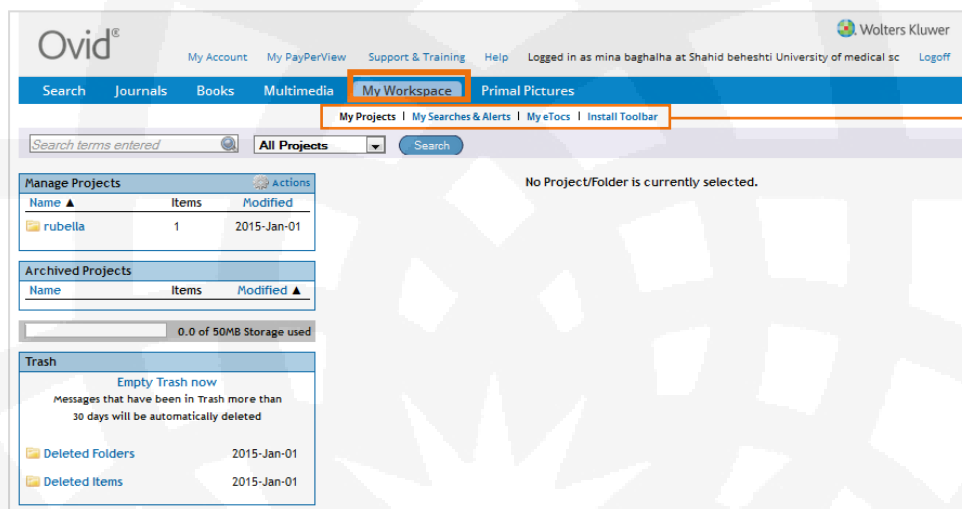 Ovid®
Wolters Kluwer
My Account My PayPerView Support & Training Help Logged in as mina baghalha at Shahid beheshti University of medical sc Logoff
Search Journals Books Multimedia My Workspace Primal Pictures
My Projects | My Searches & Alerts | My eTocs | Install Toolbar
Search terms entered All Projects Search
Manage Projects Actions
Name ▲ Items Modified
rubella 1 2015-Jan-01
No Project/Folder is currently selected.
Archived Projects
Name Items Modified ▲
0.0 of 50MB Storage used
Trash
Empty Trash now
Messages that have been in Trash more than
30 days will be automatically deleted
Deleted Folders 2015-Jan-01
Deleted Items 2015-Jan-01